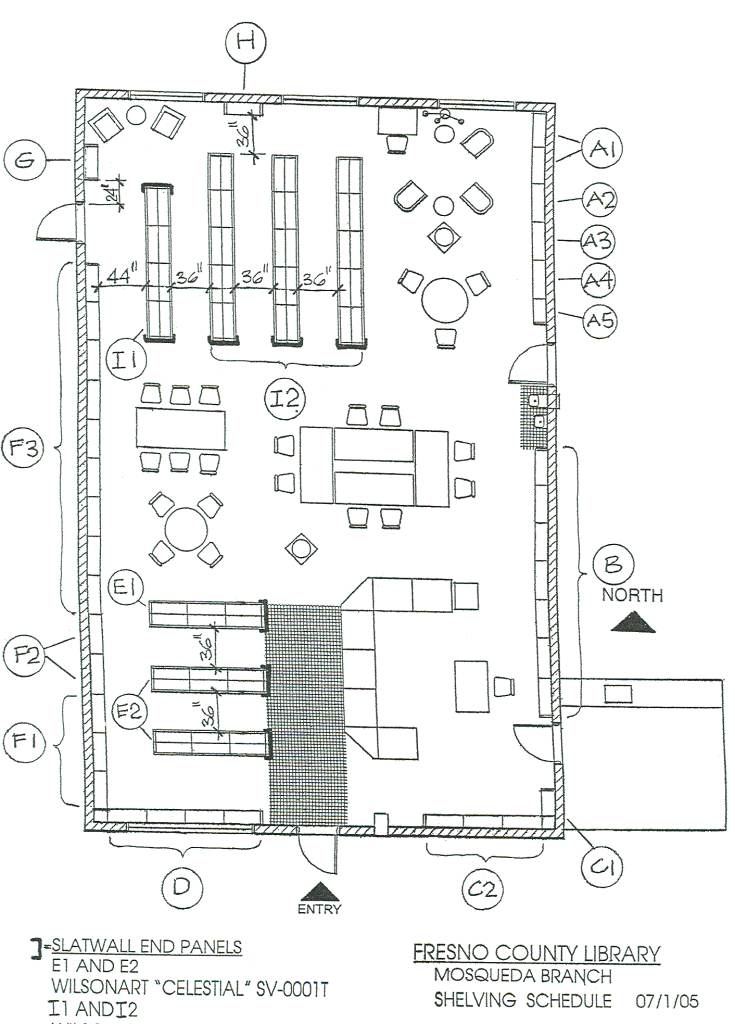 H
G
A1
A2
A3
A4
A5
36"
24"
44"
36"
36"
36"
I1
I2
F3
B
NORTH
E1
36"
F2
E2
36"
F1
D
C2
C1
ENTRY
=SLATWALL END PANELS
E1 AND E2
WILSONART "CELESTIAL" SV-0001T
I1 AND I2
FRESNO COUNTY LIBRARY
MOSQUEDA BRANCH
SHELVING SCHEDULE 07/1/05